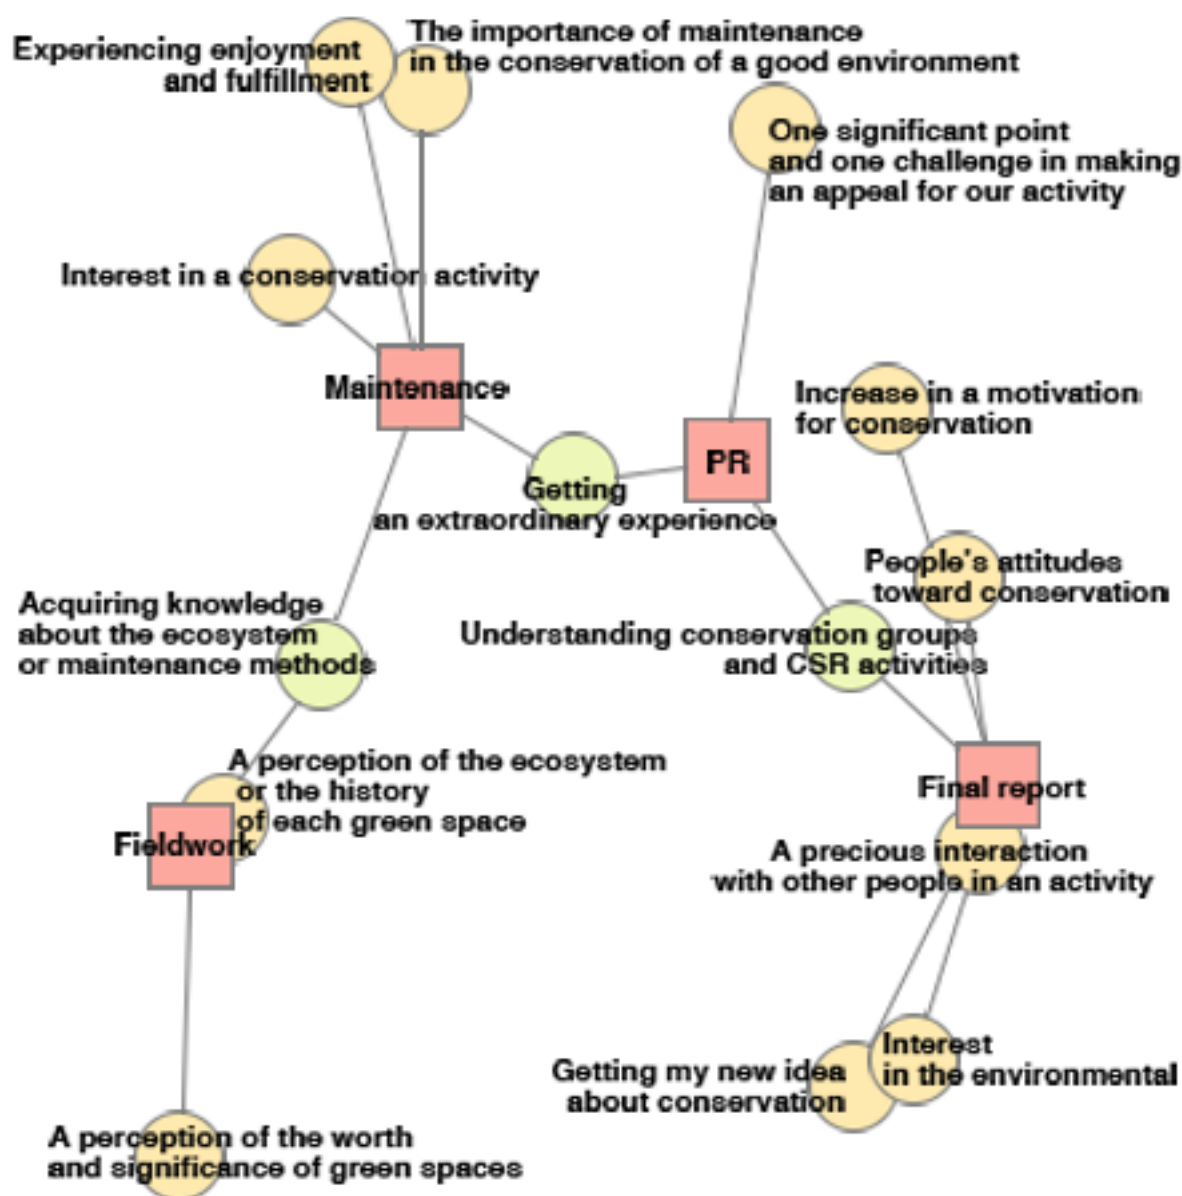 Experiencing enjoyment
and fulfillment
The importance of maintenance
in the conservation of a good environment
One significant point
and one challenge in making
an appeal for our activity
Interest in a conservation activity
Maintenance
Increase in a motivation
for conservation
PR
Getting
an extraordinary experience
People's attitudes
toward conservation
Acquiring knowledge
about the ecosystem
or maintenance methods
Understanding conservation groups
and CSR activities
A perception of the ecosystem
or the history
of each green space
Fieldwork
Final report
A precious interaction
with other people in an activity
Getting my new idea
about conservation
Interest
in the environmental
A perception of the worth
and significance of green spaces